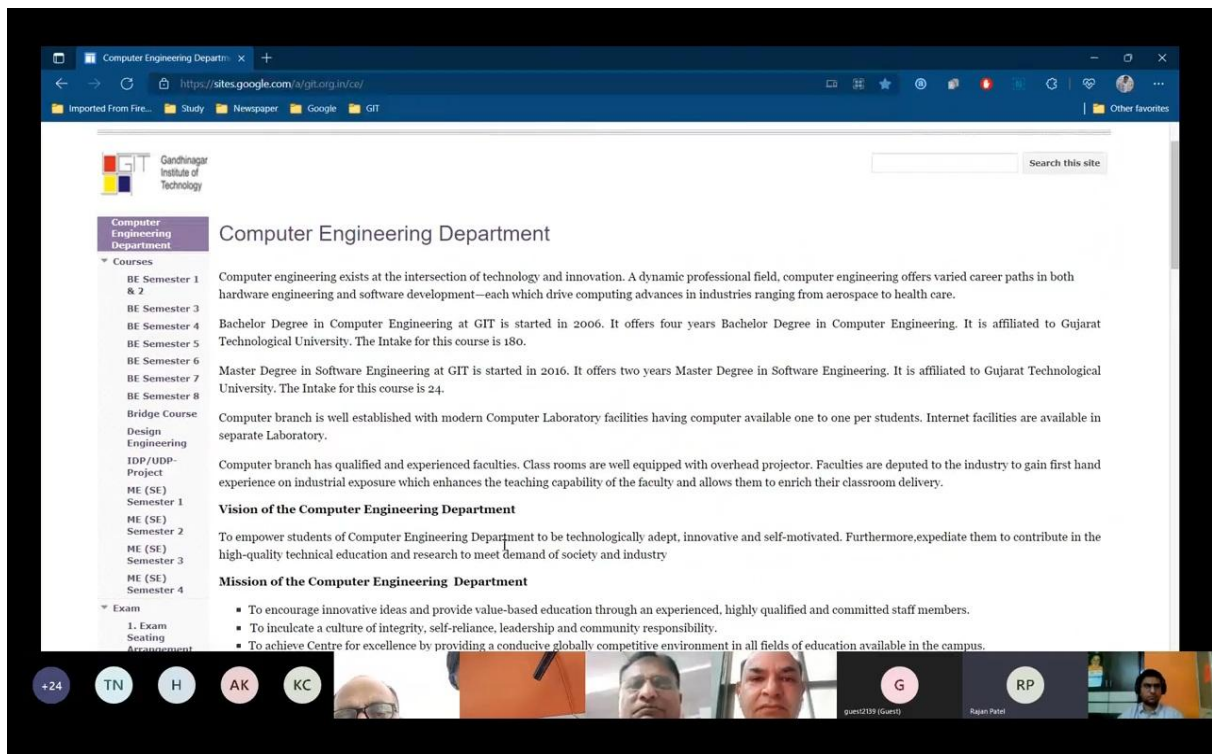 Computer Engineering Departm
https://sites.google.com/a/git.org.in/ce/
Imported From Fire...
Study
Newspaper
Google
GIT
Other favorites
GIT
Gandhinagar
Institute of
Technology
Search this site
Computer
Engineering
Department
Courses
BE Semester 1
& 2
BE Semester 3
BE Semester 4
BE Semester 5
BE Semester 6
BE Semester 7
BE Semester 8
Bridge Course
Design
Engineering
IDP/UDP-
Project
ME (SE)
Semester 1
ME (SE)
Semester 2
ME (SE)
Semester 3
ME (SE)
Semester 4
Exam
1. Exam
Seating
Arrangement
Computer Engineering Department
Computer engineering exists at the intersection of technology and innovation. A dynamic professional field, computer engineering offers varied career paths in both
hardware engineering and software development—each which drive computing advances in industries ranging from aerospace to health care.
Bachelor Degree in Computer Engineering at GIT is started in 2006. It offers four years Bachelor Degree in Computer Engineering. It is affiliated to Gujarat
Technological University. The Intake for this course is 180.
Master Degree in Software Engineering at GIT is started in 2016. It offers two years Master Degree in Software Engineering. It is affiliated to Gujarat Technological
University. The Intake for this course is 24.
Computer branch is well established with modern Computer Laboratory facilities having computer available one to one per students. Internet facilities are available in
separate Laboratory.
Computer branch has qualified and experienced faculties. Class rooms are well equipped with overhead projector. Faculties are deputed to the industry to gain first hand
experience on industrial exposure which enhances the teaching capability of the faculty and allows them to enrich their classroom delivery.
Vision of the Computer Engineering Department
To empower students of Computer Engineering Department to be technologically adept, innovative and self-motivated. Furthermore,expediate them to contribute in the
high-quality technical education and research to meet demand of society and industry
Mission of the Computer Engineering Department
To encourage innovative ideas and provide value-based education through an experienced, highly qualified and committed staff members.
To inculcate a culture of integrity, self-reliance, leadership and community responsibility.
To achieve Centre for excellence by providing a conducive globally competitive environment in all fields of education available in the campus.
+24
TN
H
AK
KC
G
guest2139 (Guest)
RP
Rajan Patel